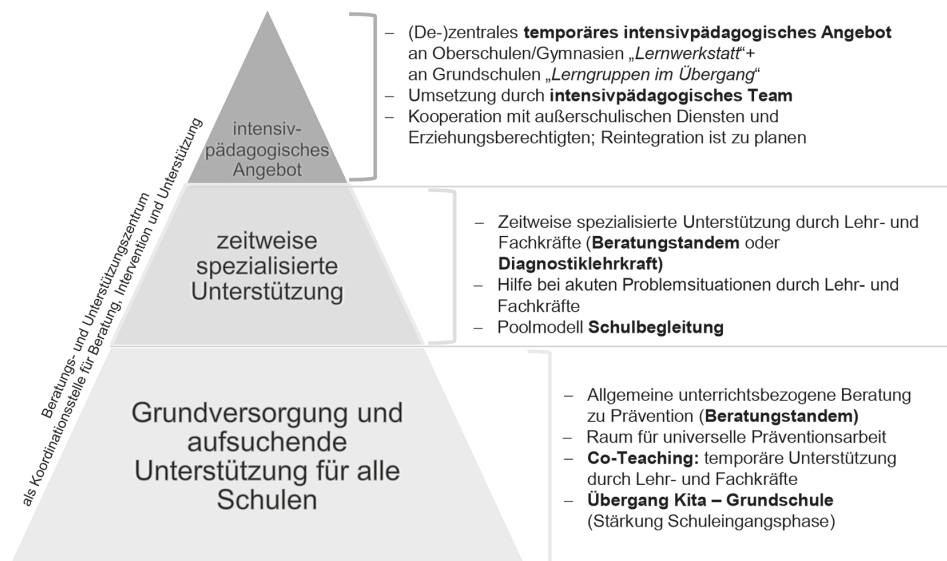 (De-)zentrales temporäres intensivpädagogisches Angebot
an Oberschulen/Gymnasien „Lernwerkstatt“+
an Grundschulen „Lerngruppen im Übergang“
– Umsetzung durch intensivpädagogisches Team
– Kooperation mit außerschulischen Diensten und
Erziehungsberechtigten; Reintegration ist zu planen
intensiv-
pädagogisches
Angebot
Beratungs- und Unterstützungszentrum
als Koordinationsstelle für Beratung, Intervention und Unterstützung
zeitweise
spezialisierte
Unterstützung
– Zeitweise spezialisierte Unterstützung durch Lehr- und
Fachkräfte (Beratungstandem oder
Diagnostiklehrkraft)
– Hilfe bei akuten Problemsituationen durch Lehr- und
Fachkräfte
– Poolmodell Schulbegleitung
Grundversorgung und
aufsuchende
Unterstützung für alle
Schulen
– Allgemeine unterrichtsbezogene Beratung
zu Prävention (Beratungstandem)
– Raum für universelle Präventionsarbeit
– Co-Teaching: temporäre Unterstützung
durch Lehr- und Fachkräfte
– Übergang Kita – Grundschule
(Stärkung Schuleingangsphase)